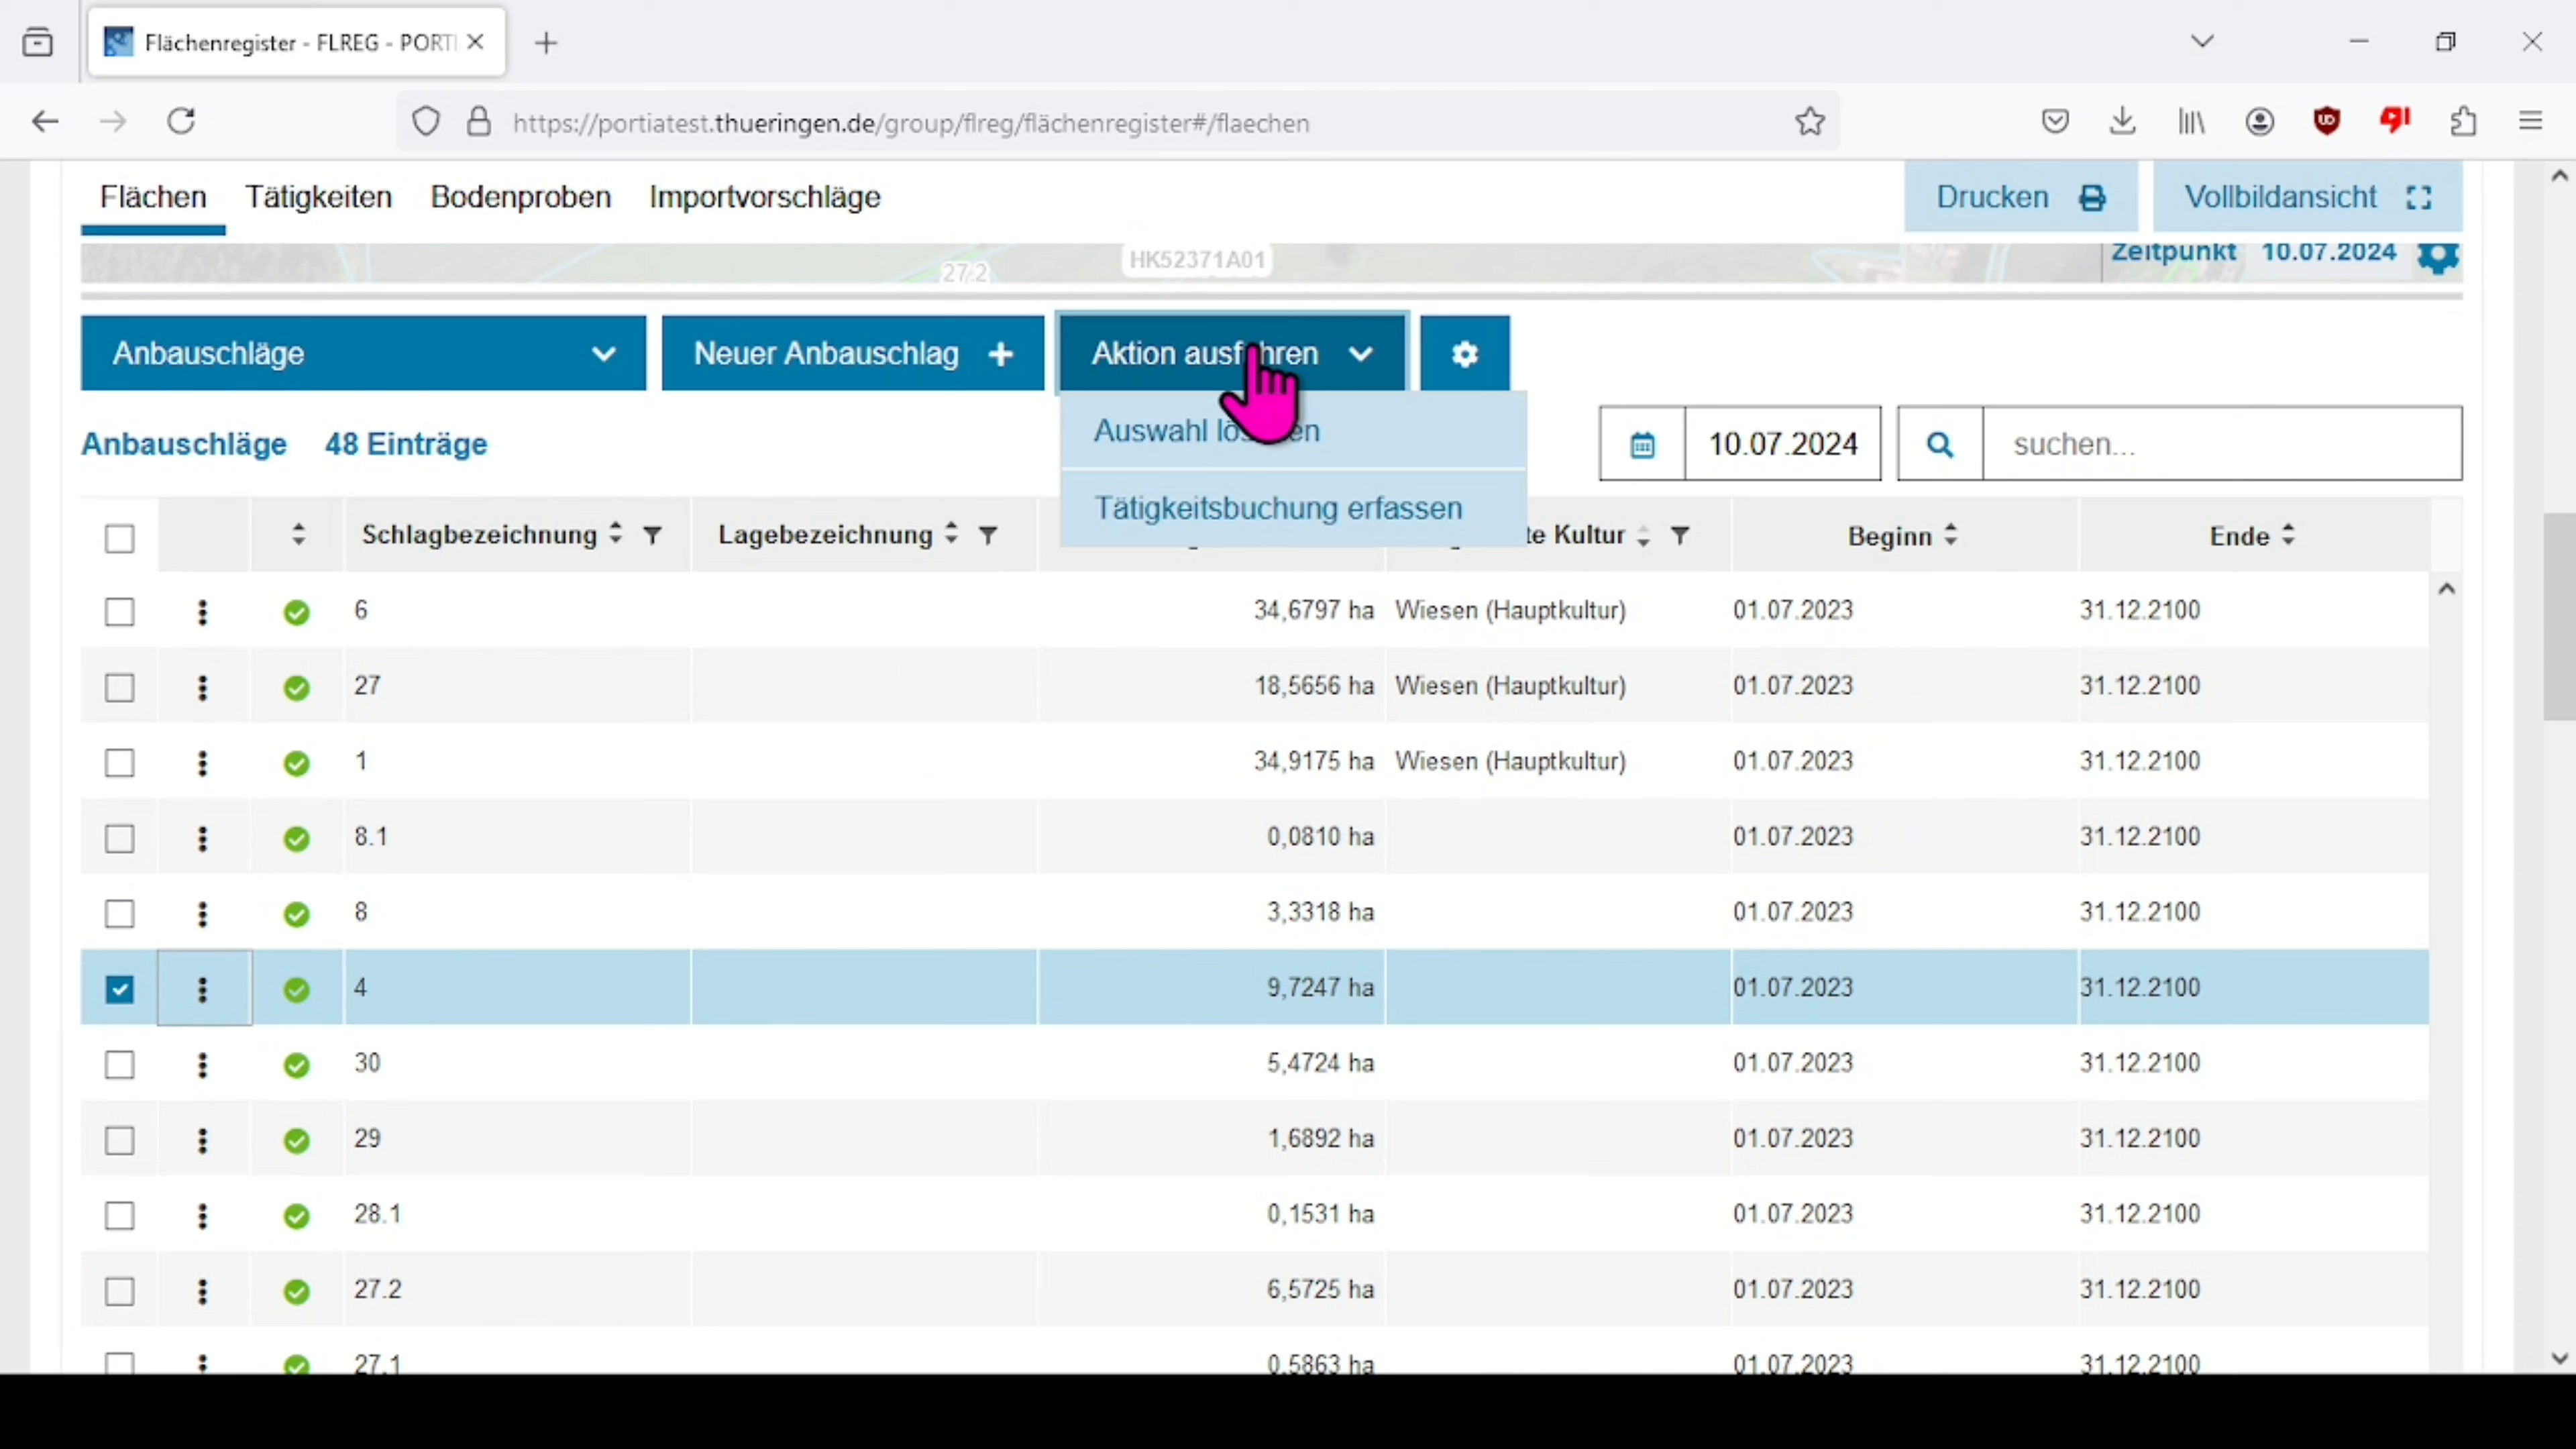 Flächenregister - FLREG - PORTI
https://portiatest.thueringen.de/group/flreg/flächenregister#/flaechen
Flächen Tätigkeiten Bodenproben Importvorschläge Drucken Vollbildansicht
27.2 HK52371A01 Zeitpunkt 10.07.2024
Anbauschläge Neuer Anbauschlag Aktion ausführen
Auswahl
Anbauschläge 48 Einträge 10.07.2024 suchen...
Tätigkeitsbuchung erfassen
Schlagbezeichnung Lagebezeichnung te Kultur Beginn Ende
6 34,6797 ha Wiesen (Hauptkultur) 01.07.2023 31.12.2100
27 18,5656 ha Wiesen (Hauptkultur) 01.07.2023 31.12.2100
1 34,9175 ha Wiesen (Hauptkultur) 01.07.2023 31.12.2100
8.1 0,0810 ha 01.07.2023 31.12.2100
8 3,3318 ha 01.07.2023 31.12.2100
4 9,7247 ha 01.07.2023 31.12.2100
30 5,4724 ha 01.07.2023 31.12.2100
29 1,6892 ha 01.07.2023 31.12.2100
28.1 0,1531 ha 01.07.2023 31.12.2100
27.2 6,5725 ha 01.07.2023 31.12.2100
27.1 0,5863 ha 01.07.2023 31.12.2100